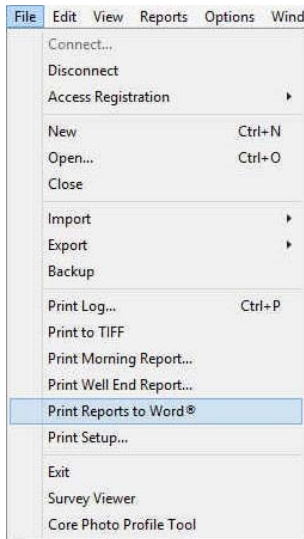 File Edit View Reports Options Wind
Connect...
Disconnect
Access Registration
New Ctrl+N
Open... Ctrl+O
Close
Import
Export
Backup
Print Log... Ctrl+P
Print to TIFF
Print Morning Report...
Print Well End Report...
Print Reports to Word®
Print Setup...
Exit
Survey Viewer
Core Photo Profile Tool